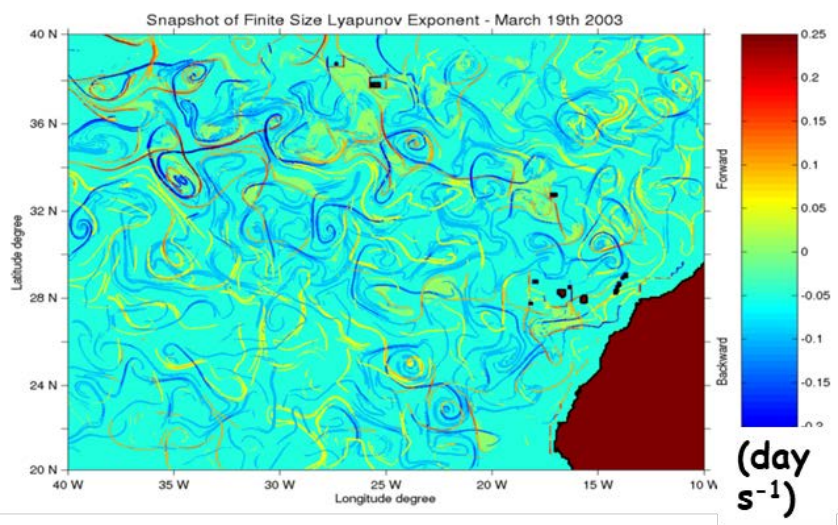 Snapshot of Finite Size Lyapunov Exponent - March 19th 2003
40 N
36 N
32 N
28 N
24 N
20 N
Latitude degree
40 W
35 W
30 W
25 W
20 W
15 W
10 W
Longitude degree
Forward
Backward
0.25
0.2
0.15
0.1
0.05
0
-0.05
-0.1
-0.15
(day
s-1)